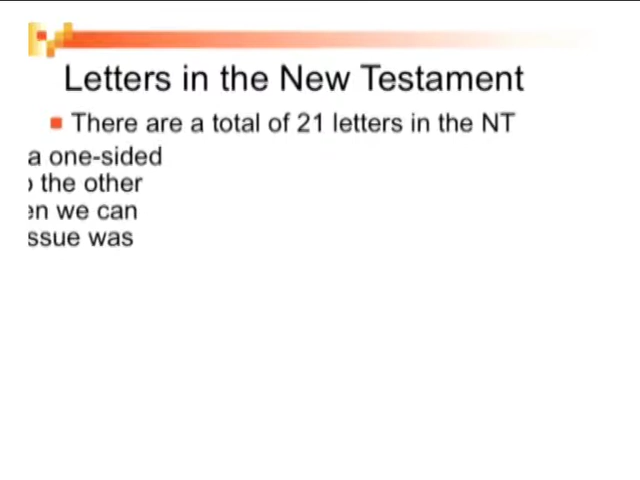 Letters in the New Testament
There are a total of 21 letters in the NT
a one-sided
the other
we can
was